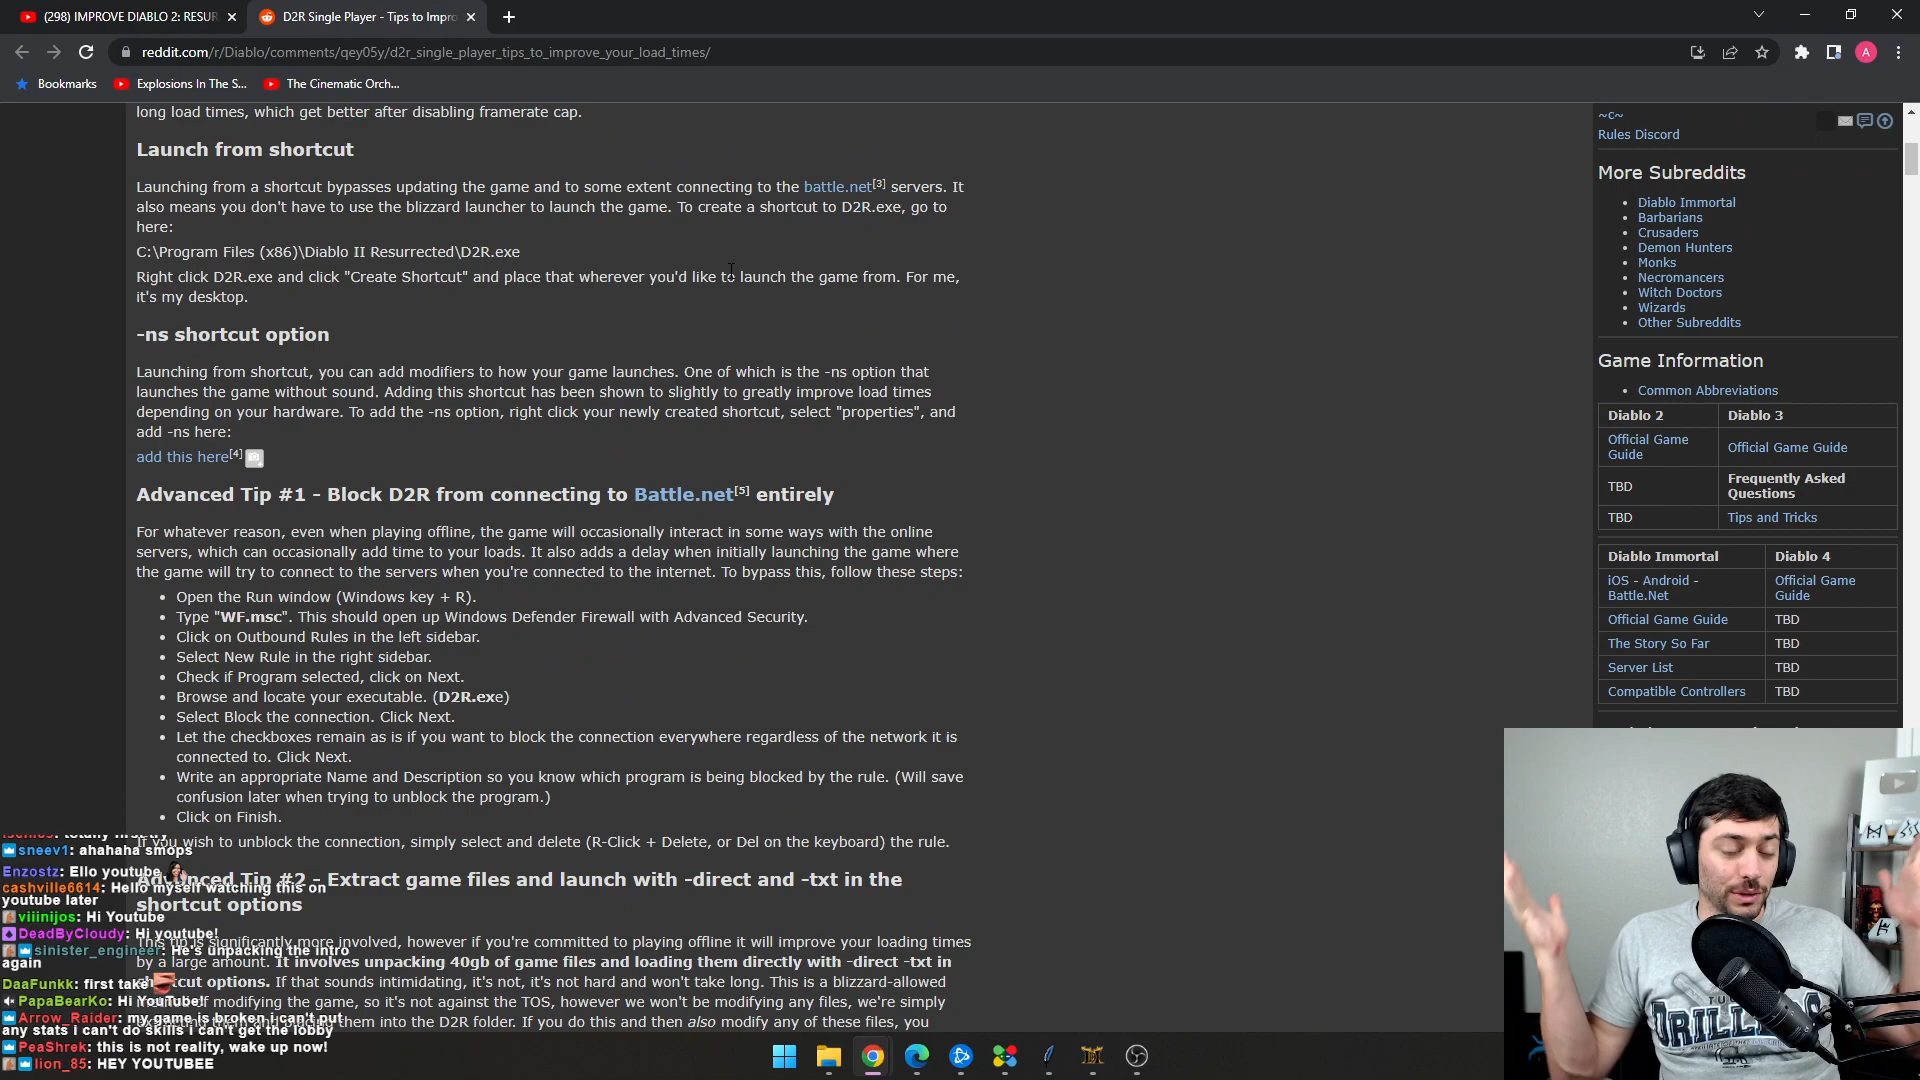 (298) IMPROVE DIABLO 2: RESUR
D2R Single Player - Tips to Impro
reddit.com/r/Diablo/comments/qey05y/d2r_single_player_tips_to_improve_your_load_times/
A
Bookmarks
Explosions In The S...
The Cinematic Orch...
long load times, which get better after disabling framerate cap.
Launch from shortcut
Launching from a shortcut bypasses updating the game and to some extent connecting to the battle.net[3] servers. It
also means you don't have to use the blizzard launcher to launch the game. To create a shortcut to D2R.exe, go to
here:
C:\Program Files (x86)\Diablo II Resurrected\D2R.exe
Right click D2R.exe and click "Create Shortcut" and place that wherever you'd like to launch the game from. For me,
it's my desktop.
-ns shortcut option
Launching from shortcut, you can add modifiers to how your game launches. One of which is the -ns option that
launches the game without sound. Adding this shortcut has been shown to slightly to greatly improve load times
depending on your hardware. To add the -ns option, right click your newly created shortcut, select "properties", and
add -ns here:
add this here[4]
Advanced Tip #1 - Block D2R from connecting to Battle.net[5] entirely
For whatever reason, even when playing offline, the game will occasionally interact in some ways with the online
servers, which can occasionally add time to your loads. It also adds a delay when initially launching the game where
the game will try to connect to the servers when you're connected to the internet. To bypass this, follow these steps:
• Open the Run window (Windows key + R).
• Type "WF.msc". This should open up Windows Defender Firewall with Advanced Security.
• Click on Outbound Rules in the left sidebar.
• Select New Rule in the right sidebar.
• Check if Program selected, click on Next.
• Browse and locate your executable. (D2R.exe)
• Select Block the connection. Click Next.
• Let the checkboxes remain as is if you want to block the connection everywhere regardless of the network it is
connected to. Click Next.
• Write an appropriate Name and Description so you know which program is being blocked by the rule. (Will save
confusion later when trying to unblock the program.)
• Click on Finish.
If you wish to unblock the connection, simply select and delete (R-Click + Delete, or Del on the keyboard) the rule.
Advanced Tip #2 - Extract game files and launch with -direct and -txt in the
shortcut options
This tip is significantly more involved, however if you're committed to playing offline it will improve your loading times
by a large amount. It involves unpacking 40gb of game files and loading them directly with -direct -txt in
shortcut options. If that sounds intimidating, it's not, it's not hard and won't take long. This is a blizzard-allowed
of modifying the game, so it's not against the TOS, however we won't be modifying any files, we're simply
them and placing them into the D2R folder. If you do this and then also modify any of these files, you
sneev1: ahahaha smops
Enzostz: Ello youtube
cashville6614: Hello myself watching this on
youtube later
viiinijos: Hi Youtube
DeadByCloudy: Hi youtube!
sinister_engineer: He's unpacking the intro
again
DaaFunkk: first take
PapaBearKo: Hi YouTube!
Arrow_Raider: my game is broken i can't put
any stats i can't do skills i can't get the lobby
PeaShrek: this is not reality, wake up now!
lion_85: HEY YOUTUBEE
~c~
Rules Discord
More Subreddits
• Diablo Immortal
• Barbarians
• Crusaders
• Demon Hunters
• Monks
• Necromancers
• Witch Doctors
• Wizards
• Other Subreddits
Game Information
• Common Abbreviations
Diablo 2 Diablo 3
Official Game Guide Official Game Guide
TBD Frequently Asked Questions
TBD Tips and Tricks
Diablo Immortal Diablo 4
iOS - Android - Battle.Net Official Game Guide
Official Game Guide TBD
The Story So Far TBD
Server List TBD
Compatible Controllers TBD
DRILLE